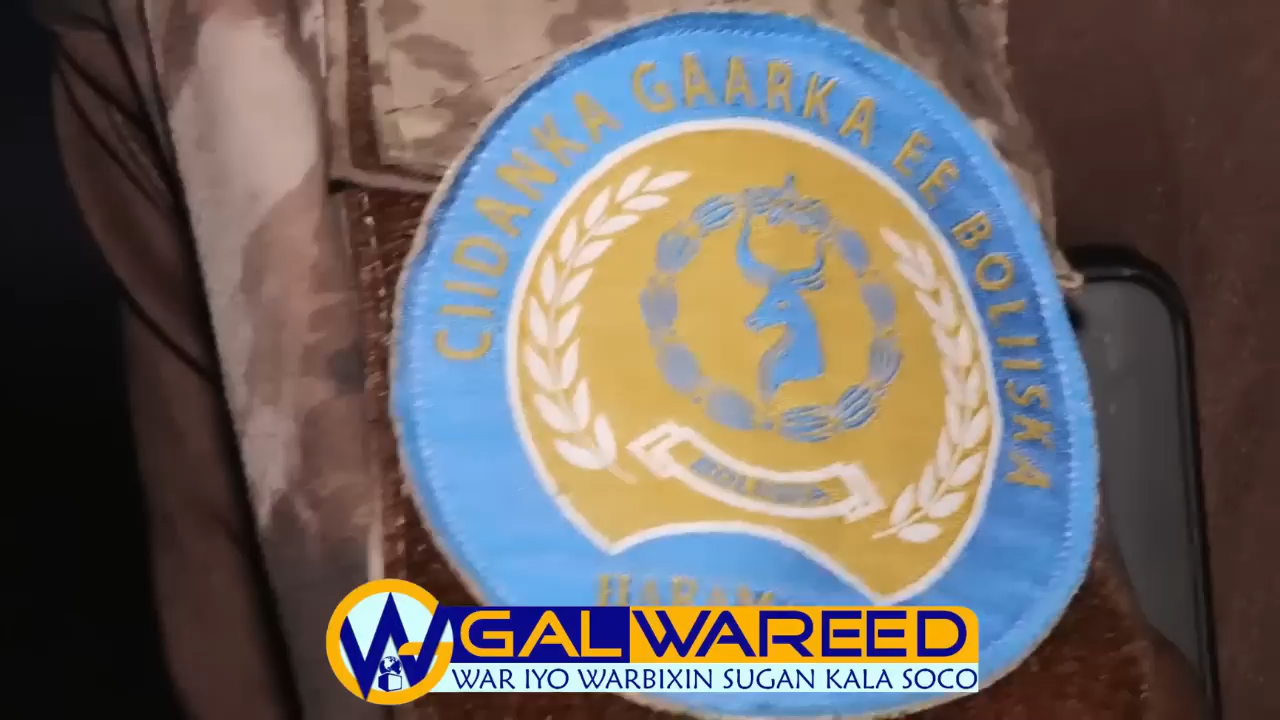 CIIDANKA GAARKA EE BOLIISKA
GALWAREED
WAR IYO WARBIXIN SUGAN KALA SOCO